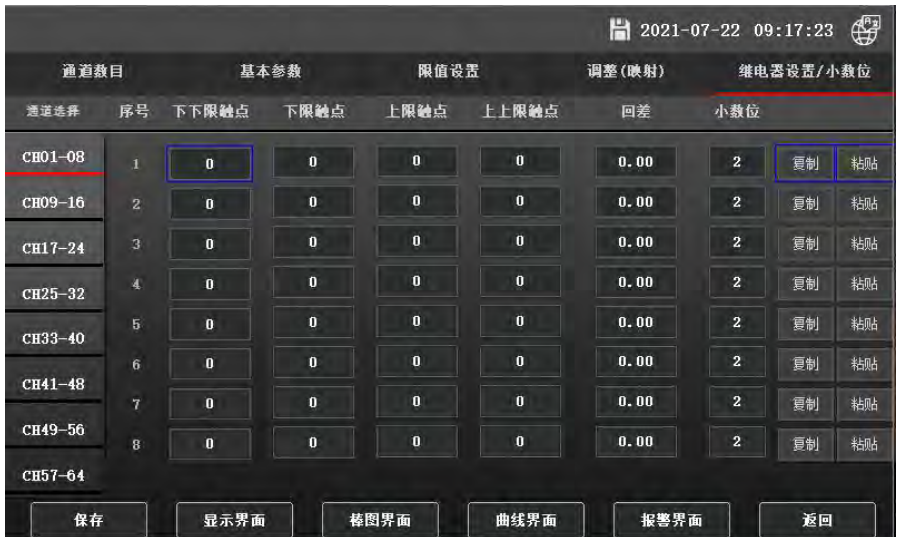 2021-07-22 09:17:23
通道数目 基本参数 限值设置 调整(映射) 继电器设置/小数位
通道选择 序号 下下限触点 下限触点 上限触点 上上限触点 回差 小数位
CH01-08 1 0 0 0 0 0.00 2 复制 粘贴
CH09-16 2 0 0 0 0 0.00 2 复制 粘贴
CH17-24 3 0 0 0 0 0.00 2 复制 粘贴
CH25-32 4 0 0 0 0 0.00 2 复制 粘贴
CH33-40 5 0 0 0 0 0.00 2 复制 粘贴
CH41-48 6 0 0 0 0 0.00 2 复制 粘贴
CH49-56 7 0 0 0 0 0.00 2 复制 粘贴
CH57-64 8 0 0 0 0 0.00 2 复制 粘贴
保存 显示界面 棒图界面 曲线界面 报警界面 返回